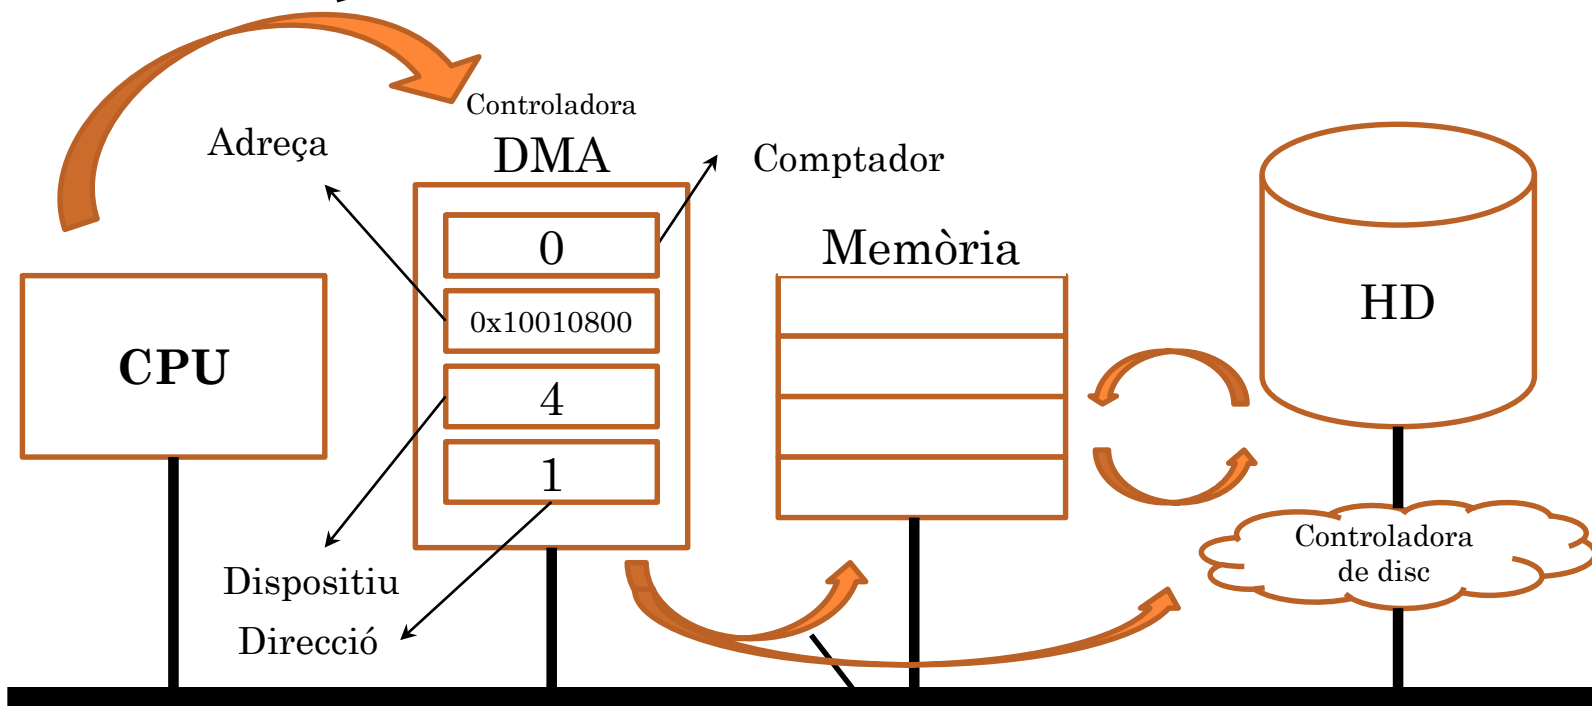 Controladora
DMA
Adreça
Comptador
0
0x10010800
4
1
CPU
Memòria
HD
Dispositiu
Direcció
Controladora
de disc